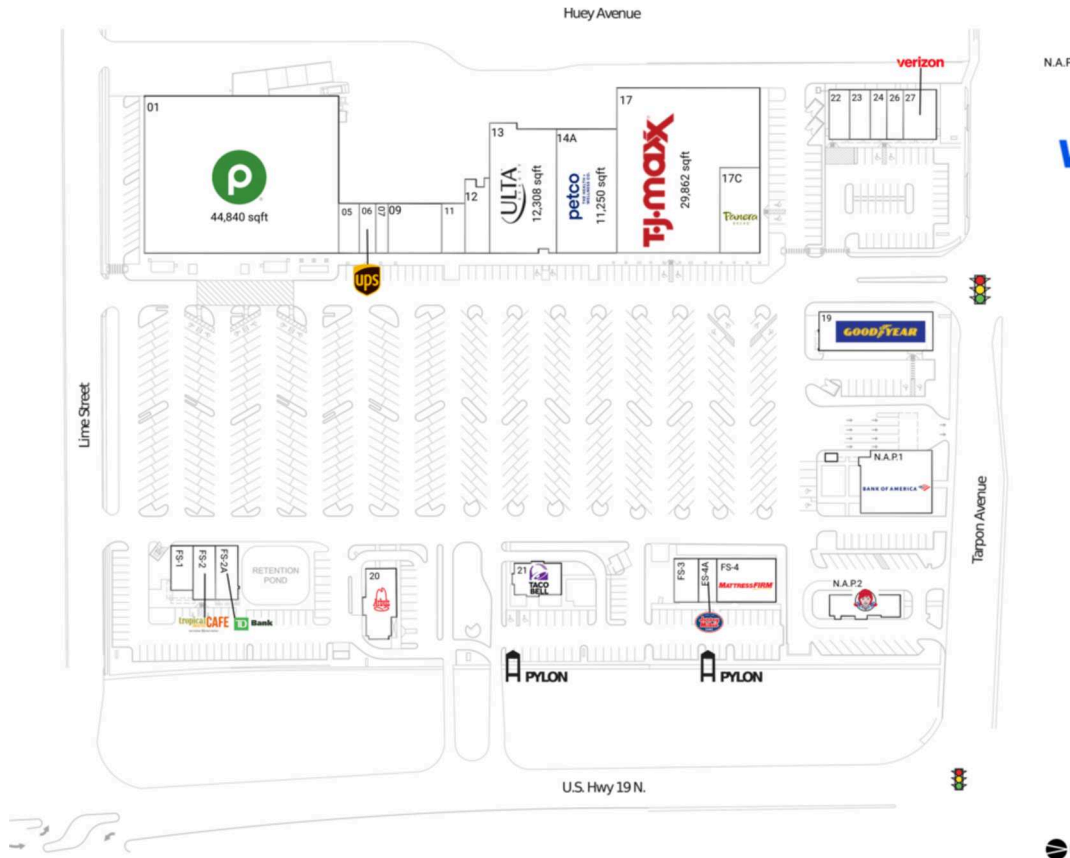 Huey Avenue
verizon
N.A.P
01
44,840 sqft
05
06
07
09
11
12
13
ULTA
12,308 sqft
14A
petco
11,250 sqft
17
T·J·maxx
29,862 sqft
17C
Panera
22
23
24
26
27
ups
19
GOODYEAR
Lime Street
N.A.P.1
BANK OF AMERICA
Tarpon Avenue
FS-1
FS-2
FS-2A
RETENTION
POND
20
21
TACO
BELL
FS-3
FS-4A
FS-4
MATTRESSFIRM
N.A.P.2
tropical CAFE
TD Bank
PYLON
PYLON
U.S. Hwy 19 N.